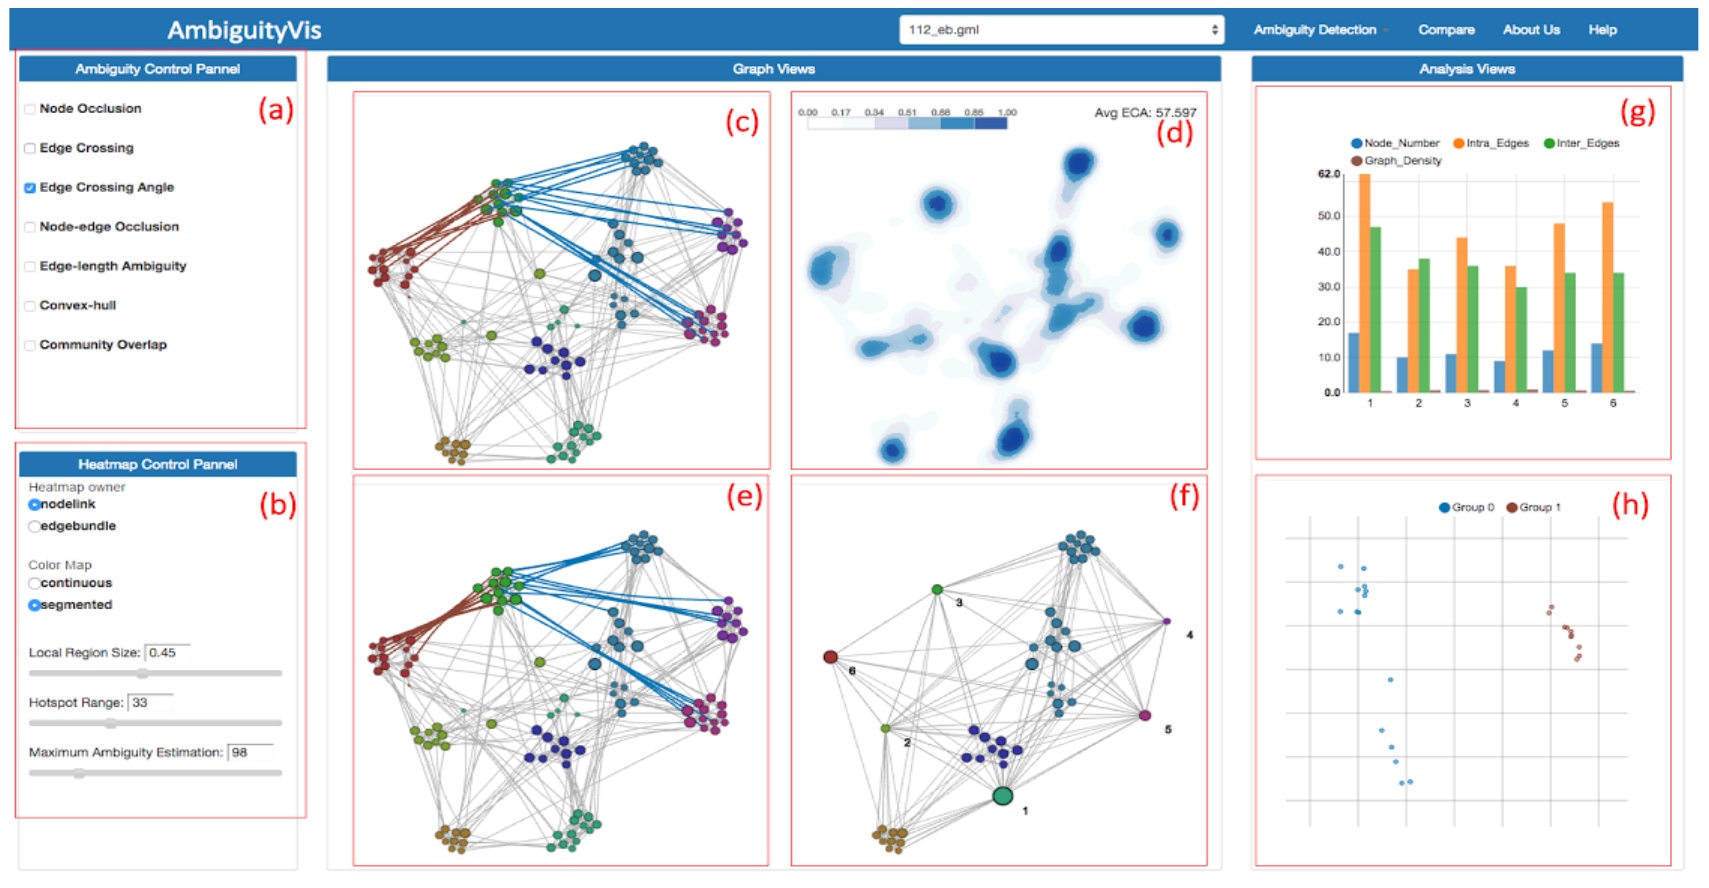 AmbiguityVis
112_eb.gml
Ambiguity Detection
Compare
About Us
Help
Ambiguity Control Pannel
(a)
Node Occlusion
Edge Crossing
Edge Crossing Angle
Node-edge Occlusion
Edge-length Ambiguity
Convex-hull
Community Overlap
Heatmap Control Pannel
(b)
Heatmap owner
nodelink
edgebundle
Color Map
continuous
segmented
Local Region Size: 0.45
Hotspot Range: 33
Maximum Ambiguity Estimation: 98
Graph Views
(c)
0.00 0.17 0.34 0.51 0.68 0.85 1.00
Avg ECA: 57.597
(d)
(e)
(f)
3
4
6
5
2
1
Analysis Views
(g)
Node_Number Intra_Edges Inter_Edges
Graph_Density
62.0
50.0
40.0
30.0
20.0
10.0
0.0
1 2 3 4 5 6
Group 0 Group 1
(h)